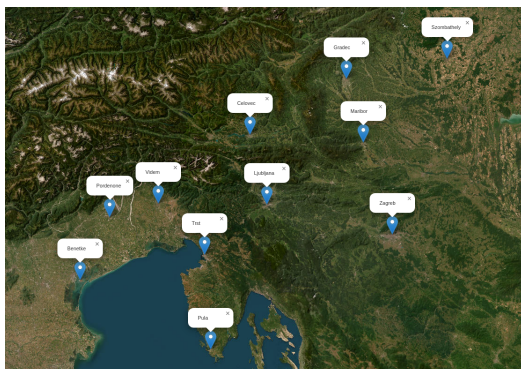 Szombathely
Gradec
Celovec
Maribor
Videm
Ljubljana
Pordenone
Zagreb
Trst
Benetke
Pula